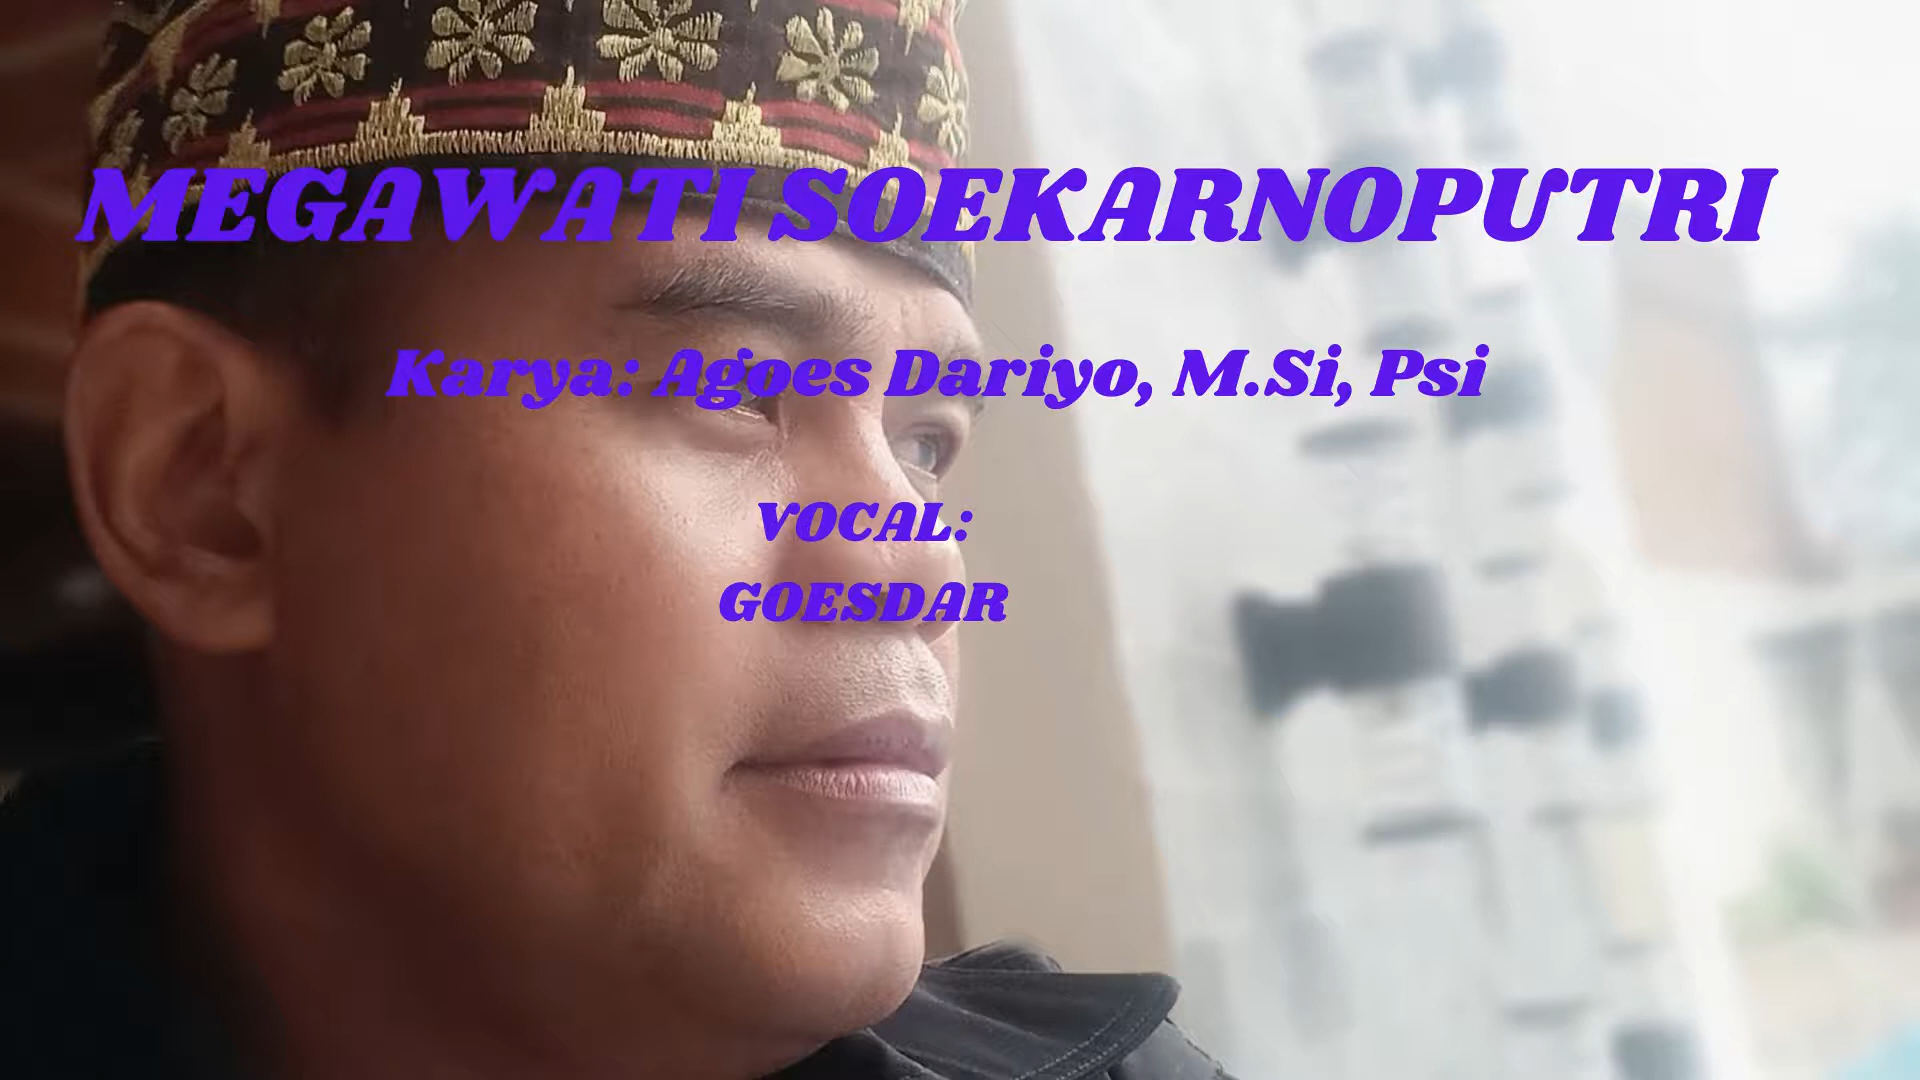 MEGAWATI SOEKARNOPUTRI
Karya: Agoes Dariyo, M.Si, Psi
VOCAL:
GOESDAR